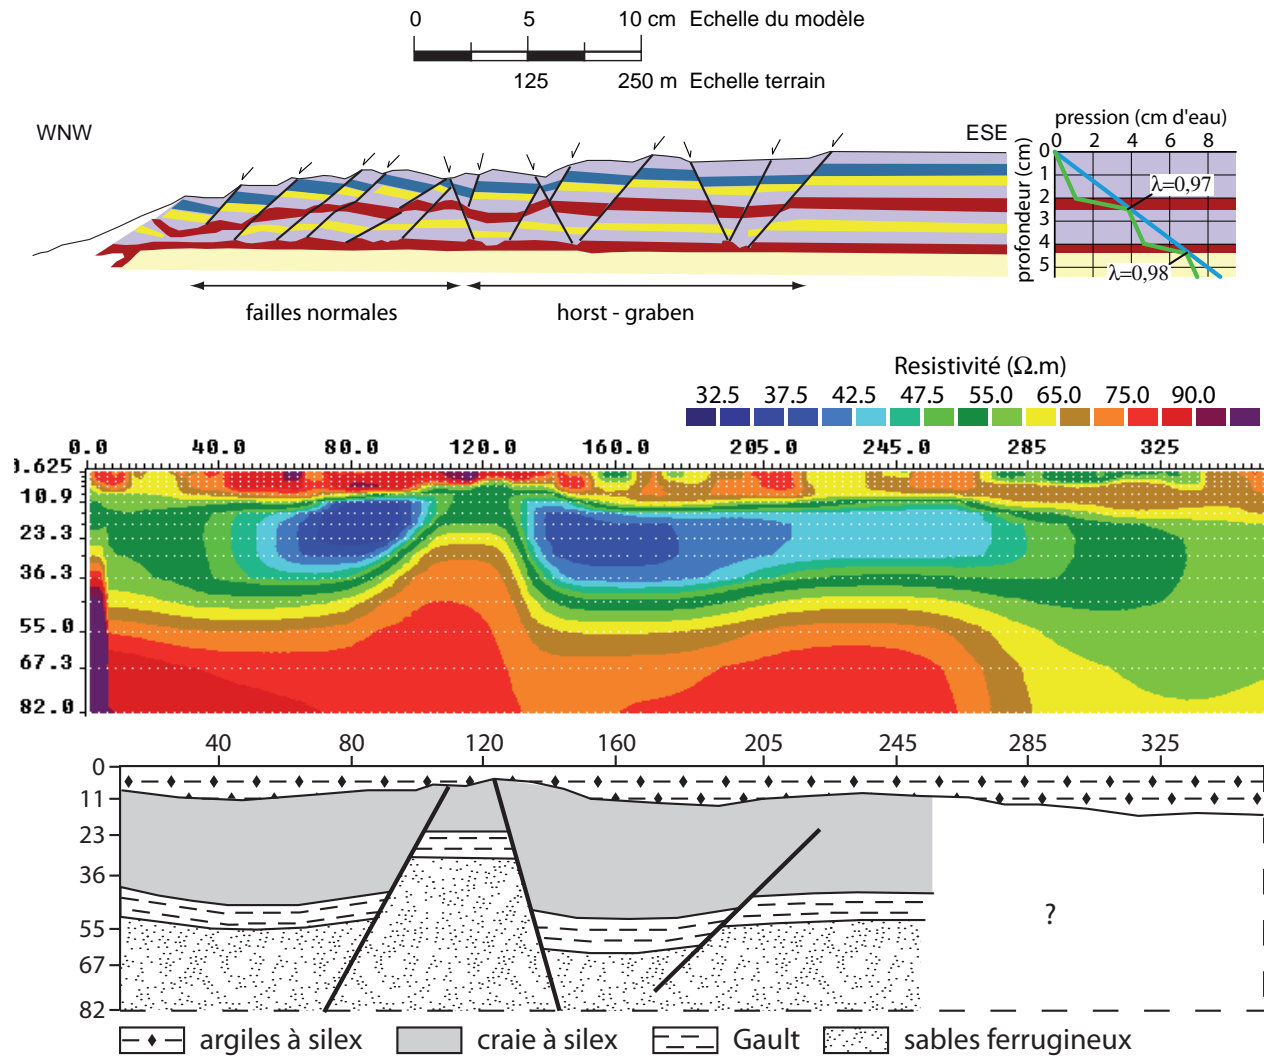 0 5 10 cm Echelle du modèle
125 250 m Echelle terrain
WNW
ESE
pression (cm d'eau)
0 2 4 6 8
profondeur (cm)
0
1
2
3
4
5
λ=0,97
λ=0,98
failles normales
horst - graben
Resistivité (Ω.m)
32.5 37.5 42.5 47.5 55.0 65.0 75.0 90.0
0.0 40.0 80.0 120.0 160.0 205.0 245.0 285 325
.625
10.9
23.3
36.3
55.0
67.3
82.0
40 80 120 160 205 245 285 325
0
11
23
36
55
67
82
?
argiles à silex craie à silex Gault sables ferrugineux